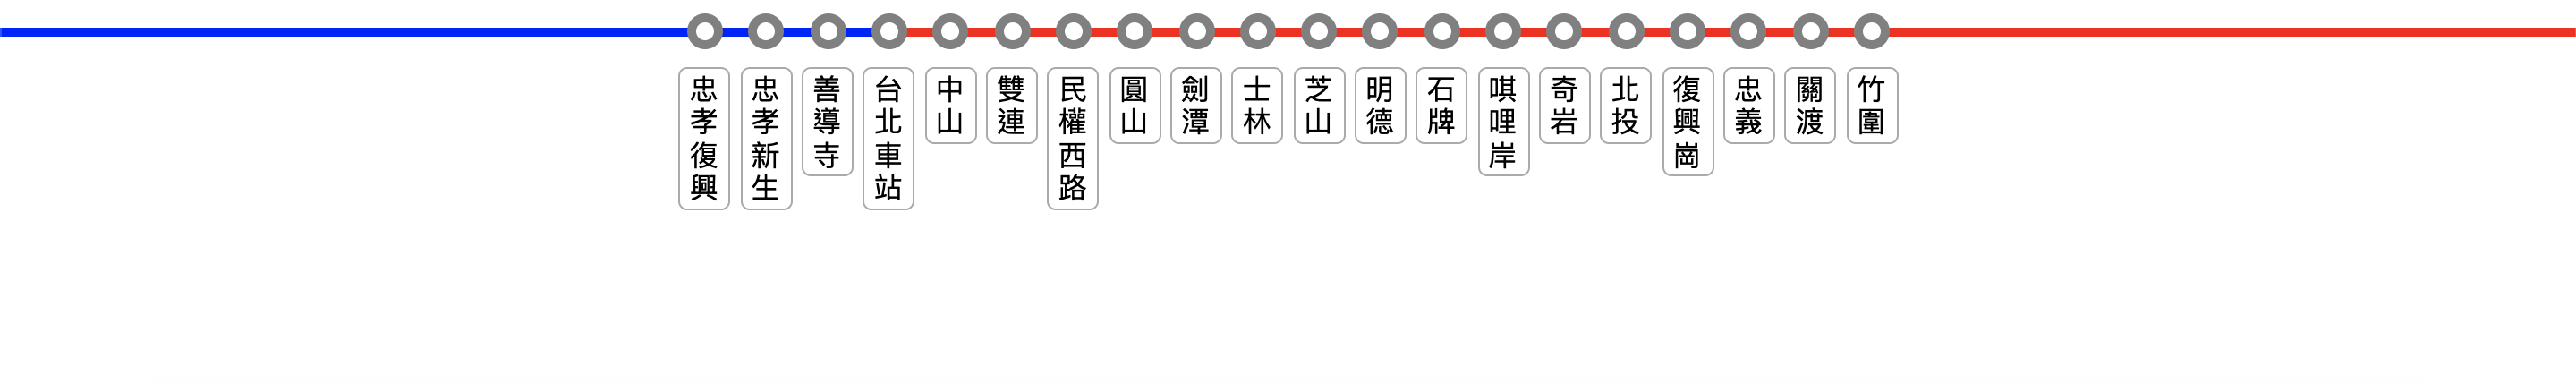 忠孝復興
忠孝新生
善導寺
台北車站
中山
雙連
民權西路
圓山
劍潭
士林
芝山
明德
石牌
唭哩岸
奇岩
北投
復興崗
忠義
關渡
竹圍